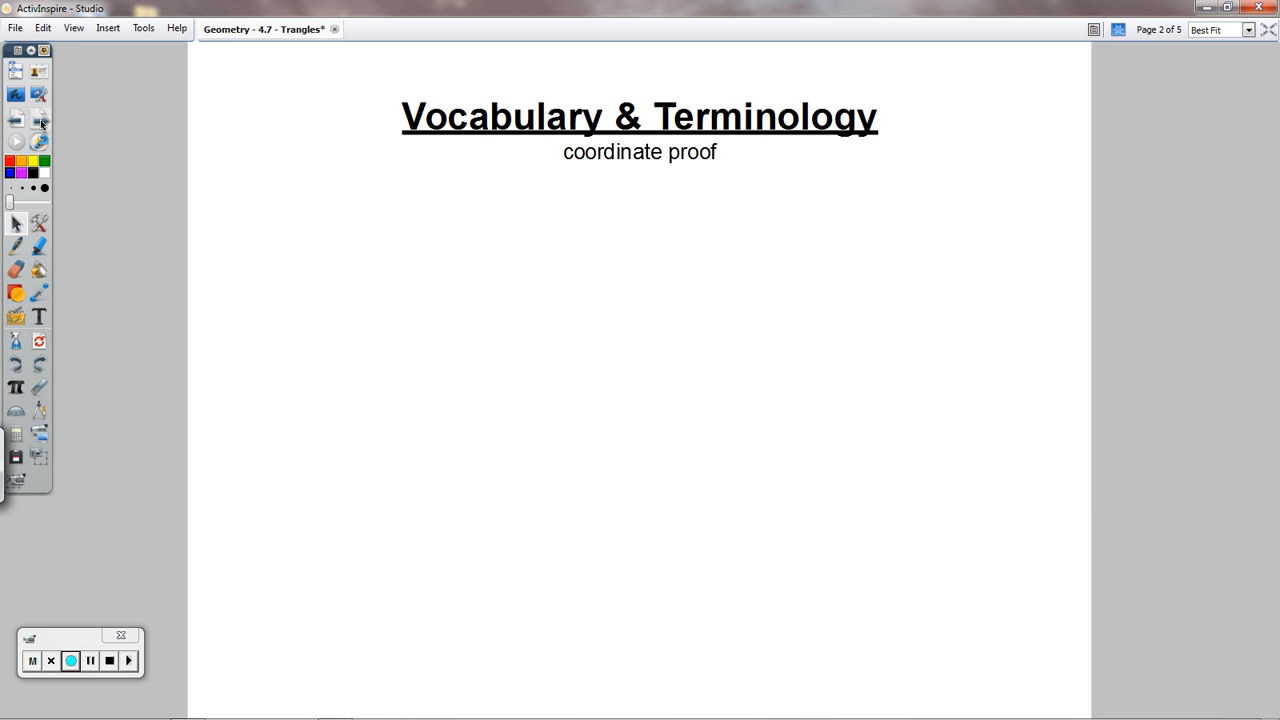 ActivInspire - Studio
File Edit View Insert Tools Help
Geometry - 4.7 - Trangles*
Page 2 of 5
Best Fit
Vocabulary & Terminology
coordinate proof
T
M